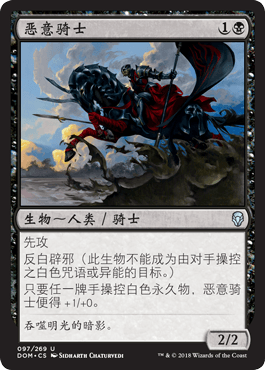 恶意骑士 1
生物～人类／骑士
先攻
反白辟邪（此生物不能成为由对手操控
之白色咒语或异能的目标。）
只要任一牌手操控白色永久物，恶意骑
士便得 +1/+0。
吞噬明光的暗影。
2/2
097/269 U
DOM • CS Sidharth Chaturvedi
™ & © 2018 Wizards of the Coast